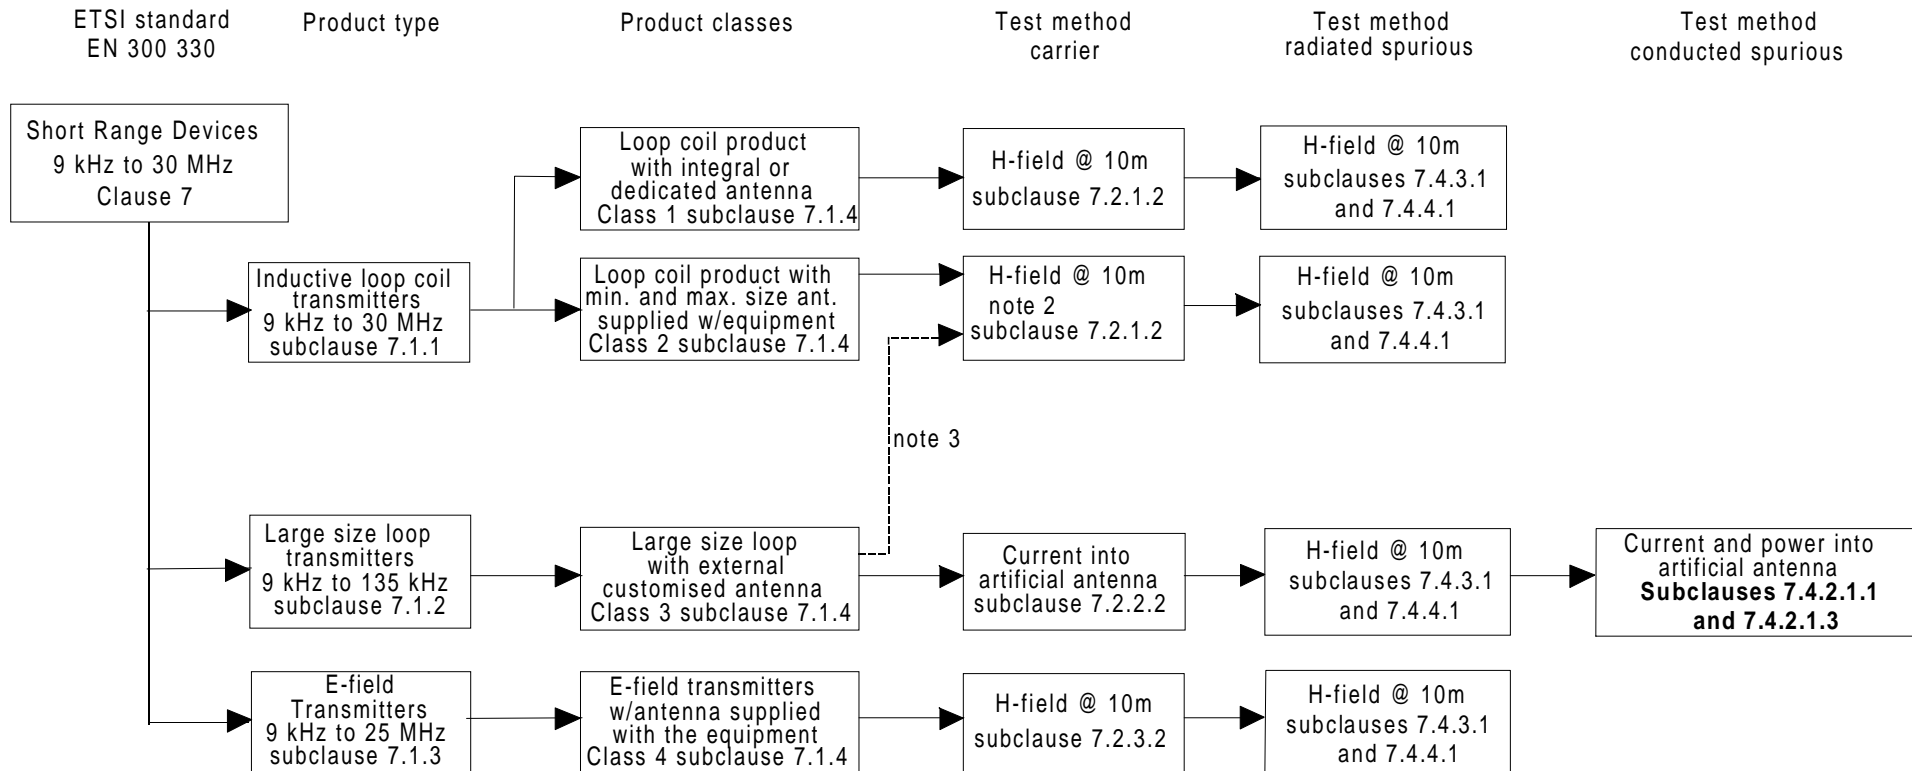 ETSI standard
EN 300 330
Product type
Product classes
Test method
carrier
Test method
radiated spurious
Test method
conducted spurious
Short Range Devices
9 kHz to 30 MHz
Clause 7
Loop coil product
with integral or
dedicated antenna
Class 1 subclause 7.1.4
H-field @ 10m
subclause 7.2.1.2
H-field @ 10m
subclauses 7.4.3.1
and 7.4.4.1
Inductive loop coil
transmitters
9 kHz to 30 MHz
subclause 7.1.1
Loop coil product with
min. and max. size ant.
supplied w/equipment
Class 2 subclause 7.1.4
H-field @ 10m
note 2
subclause 7.2.1.2
H-field @ 10m
subclauses 7.4.3.1
and 7.4.4.1
note 3
Large size loop
transmitters
9 kHz to 135 kHz
subclause 7.1.2
Large size loop
with external
customised antenna
Class 3 subclause 7.1.4
Current into
artificial antenna
subclause 7.2.2.2
H-field @ 10m
subclauses 7.4.3.1
and 7.4.4.1
Current and power into
artificial antenna
Subclauses 7.4.2.1.1
and 7.4.2.1.3
E-field
Transmitters
9 kHz to 25 MHz
subclause 7.1.3
E-field transmitters
w/antenna supplied
with the equipment
Class 4 subclause 7.1.4
H-field @ 10m
subclause 7.2.3.2
H-field @ 10m
subclauses 7.4.3.1
and 7.4.4.1